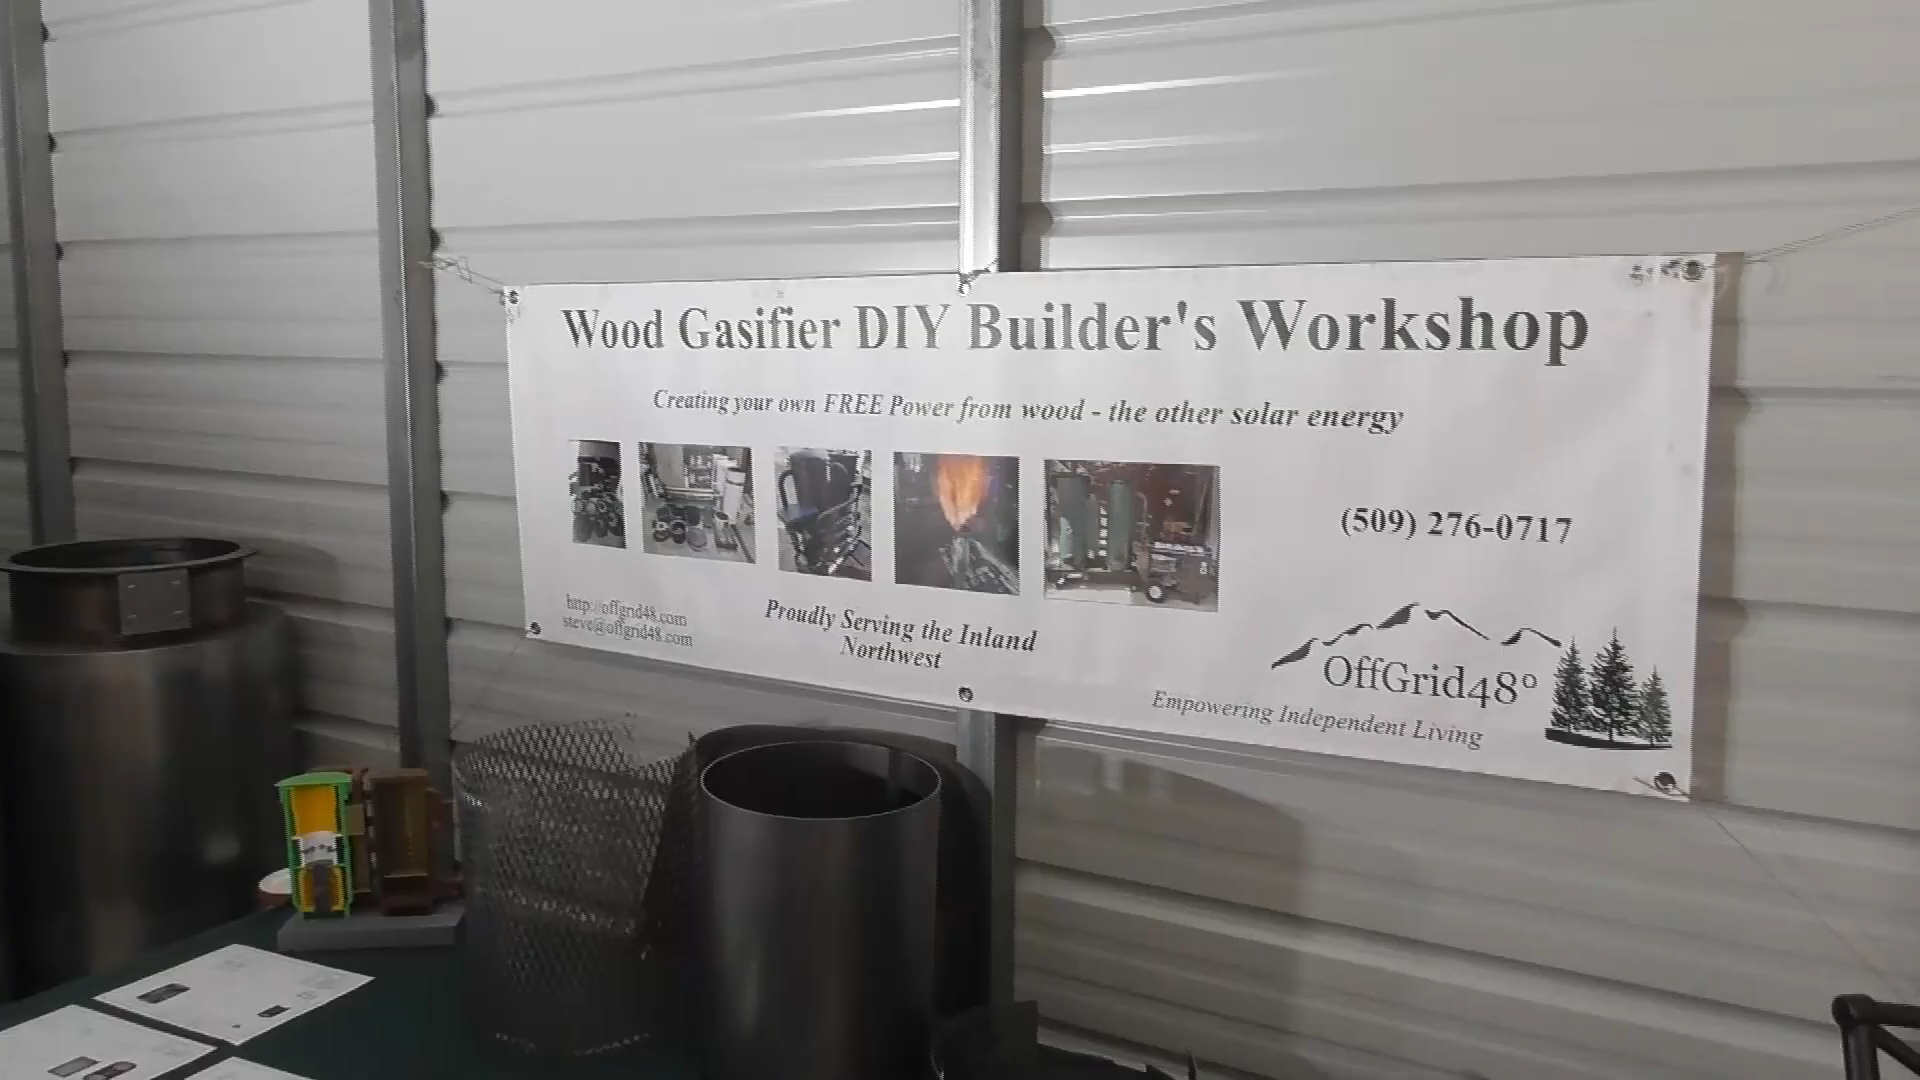 Wood Gasifier DIY Builder's Workshop
Creating your own FREE Power from wood - the other solar energy
(509) 276-0717
http://offgrid48.com
steve@offgrid48.com
Proudly Serving the Inland
Northwest
OffGrid48°
Empowering Independent Living